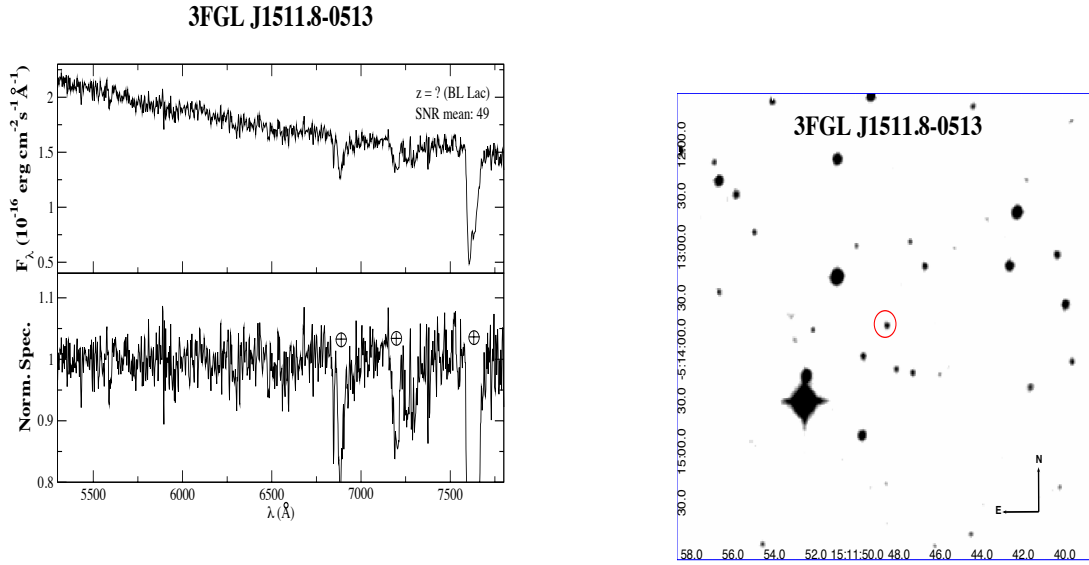 3FGL J1511.8-0513
F_λ (10^-16 erg cm^-2 s^-1 Å^-1)
2
1.5
1
0.5
z = ? (BL Lac)
SNR mean: 49
Norm. Spec.
1.1
1
0.9
0.8
5500 6000 6500 7000 7500
λ (Å)
3FGL J1511.8-0513
12:00.0
30.0
13:00.0
30.0
-5:14:00.0
30.0
15:00.0
30.0
N
E
58.0 56.0 54.0 52.0 15:11:50.0 48.0 46.0 44.0 42.0 40.0